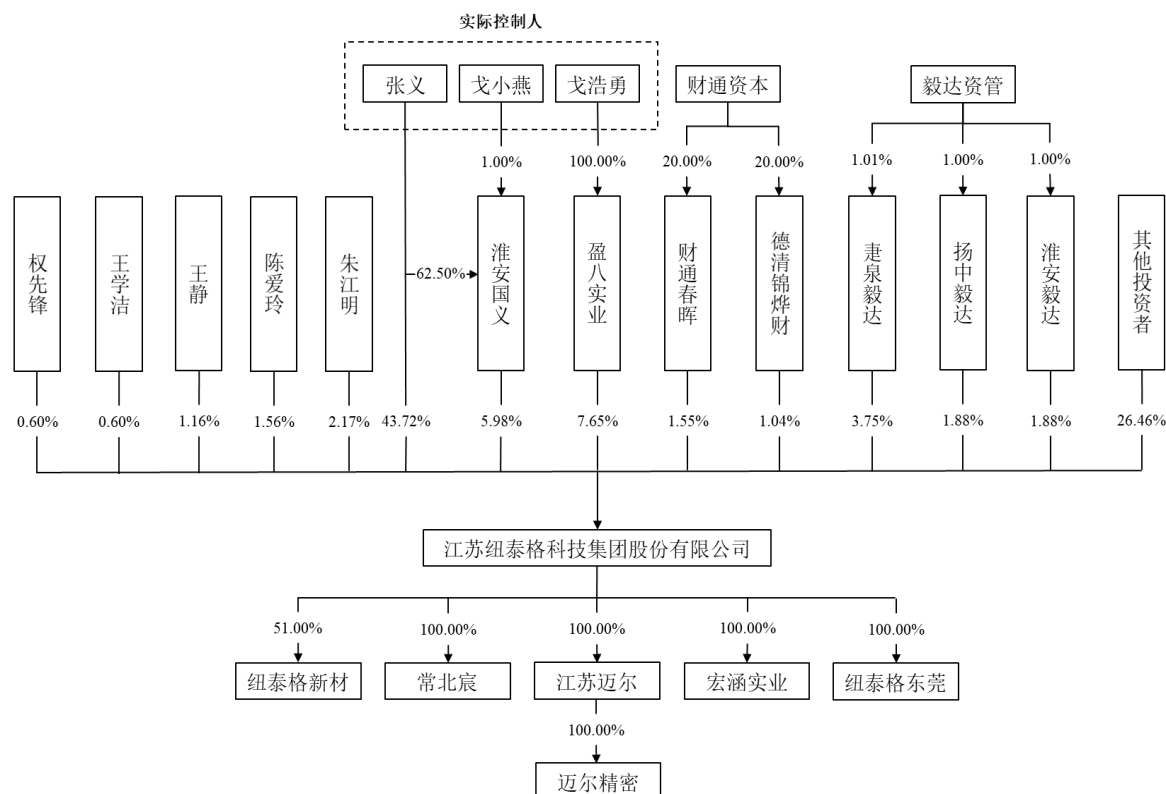 实际控制人
张义
戈小燕
戈浩勇
财通资本
毅达资管
1.00%
100.00%
20.00%
20.00%
1.01%
1.00%
1.00%
权先锋
王学洁
王静
陈爱玲
朱江明
62.50%
淮安国义
盈八实业
财通春晖
德清锦烨财
疌泉毅达
扬中毅达
淮安毅达
其他投资者
0.60%
0.60%
1.16%
1.56%
2.17%
43.72%
5.98%
7.65%
1.55%
1.04%
3.75%
1.88%
1.88%
26.46%
江苏纽泰格科技集团股份有限公司
51.00%
100.00%
100.00%
100.00%
100.00%
纽泰格新材
常北宸
江苏迈尔
宏涵实业
纽泰格东莞
100.00%
迈尔精密